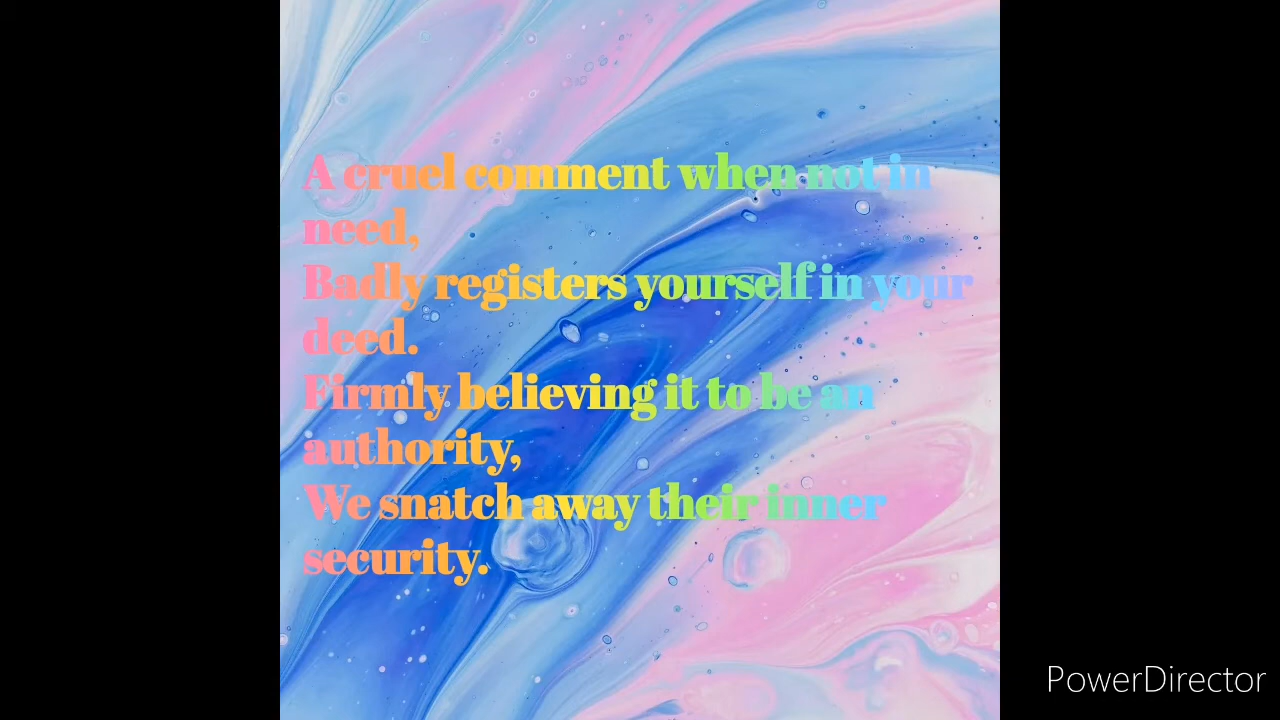 A cruel comment when not in
need,
Badly registers yourself in your
deed.
Firmly believing it to be an
authority,
We snatch away their inner
security.
PowerDirector